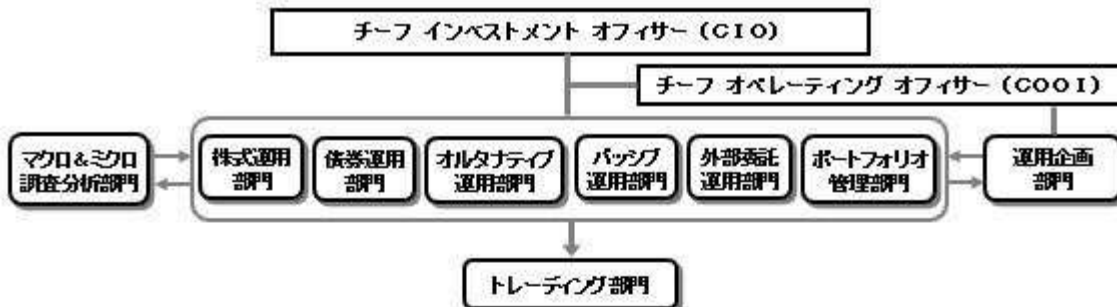 チーフ インベストメント オフィサー（CIO）
チーフ オペレーティング オフィサー（COOI）
マクロ＆ミクロ
調査分析部門
株式運用
部門
債券運用
部門
オルタナティブ
運用部門
パッシブ
運用部門
外部委託
運用部門
ポートフォリオ
管理部門
運用企画
部門
トレーディング部門